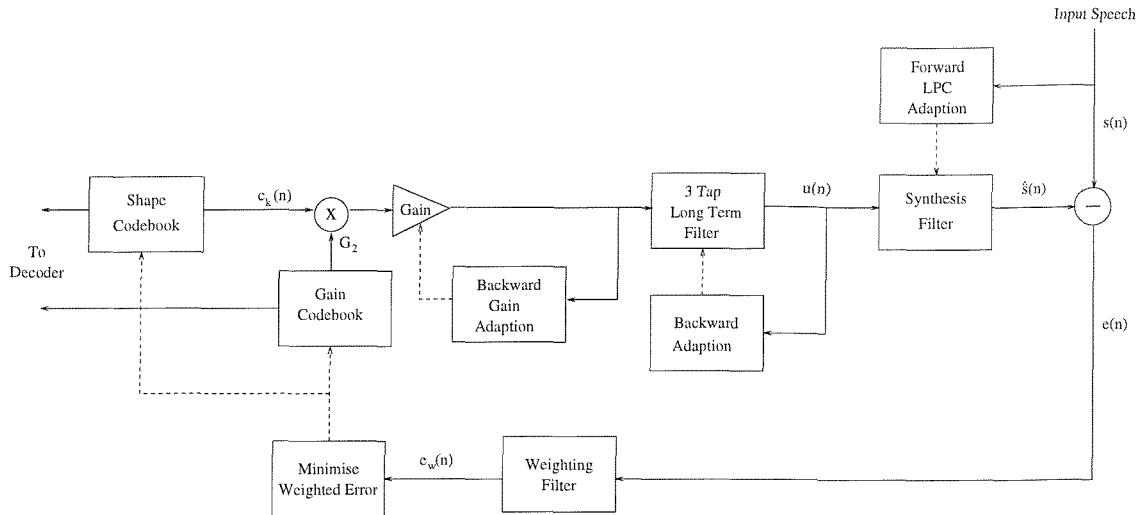 Input Speech
Forward
LPC
Adaption
s(n)
Shape
Codebook
c_k(n)
X
G_2
Gain
3 Tap
Long Term
Filter
u(n)
Synthesis
Filter
ŝ(n)
To
Decoder
Gain
Codebook
Backward
Gain
Adaption
Backward
Adaption
e(n)
Minimise
Weighted Error
e_w(n)
Weighting
Filter